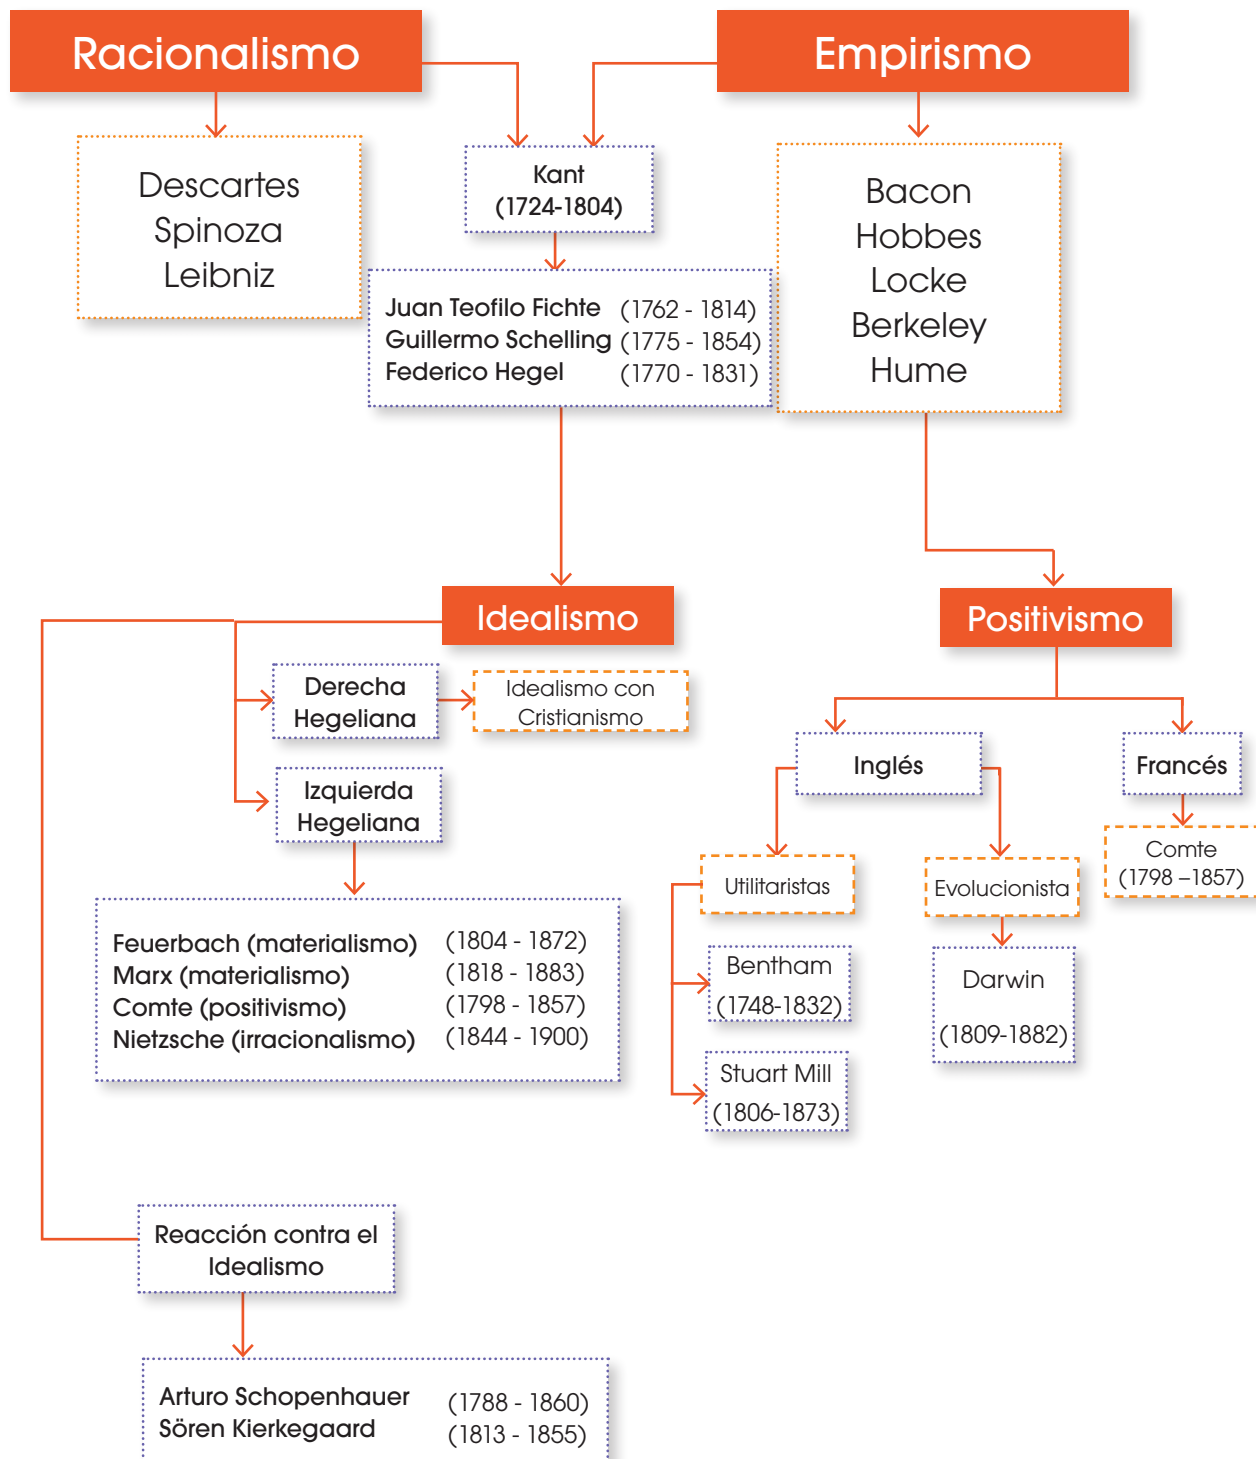 Racionalismo
Empirismo
Descartes
Spinoza
Leibniz
Kant
(1724-1804)
Bacon
Hobbes
Locke
Berkeley
Hume
Juan Teofilo Fichte (1762 - 1814)
Guillermo Schelling (1775 - 1854)
Federico Hegel (1770 - 1831)
Idealismo
Positivismo
Derecha
Hegeliana
Idealismo con
Cristianismo
Izquierda
Hegeliana
Inglés
Francés
Comte
(1798 –1857)
Utilitaristas
Evolucionista
Feuerbach (materialismo) (1804 - 1872)
Marx (materialismo) (1818 - 1883)
Comte (positivismo) (1798 - 1857)
Nietzsche (irracionalismo) (1844 - 1900)
Bentham
(1748-1832)
Darwin
(1809-1882)
Stuart Mill
(1806-1873)
Reacción contra el
Idealismo
Arturo Schopenhauer (1788 - 1860)
Sören Kierkegaard (1813 - 1855)